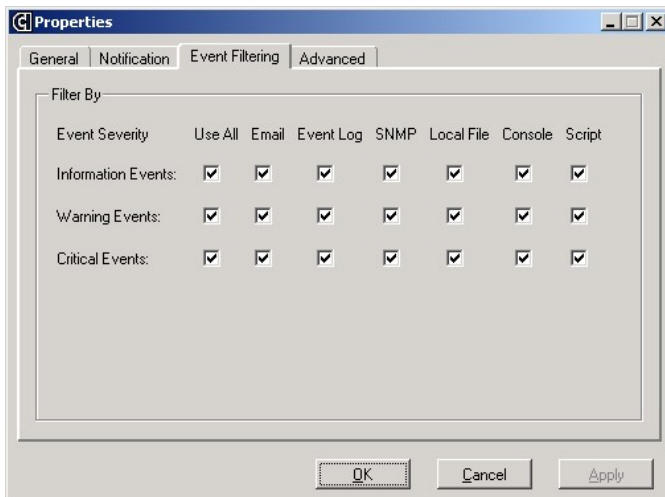 Properties
General Notification Event Filtering Advanced
Filter By
Event Severity Use All Email Event Log SNMP Local File Console Script
Information Events:
Warning Events:
Critical Events:
OK Cancel Apply